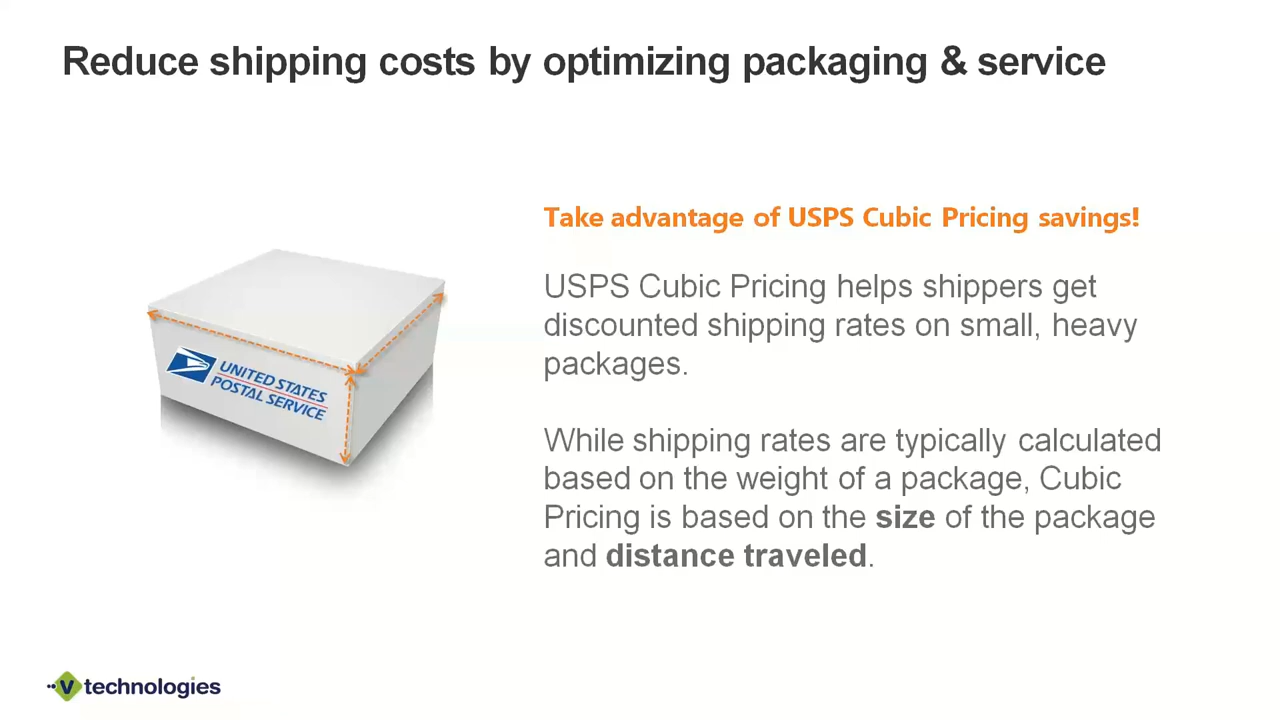 Reduce shipping costs by optimizing packaging & service
Take advantage of USPS Cubic Pricing savings!
USPS Cubic Pricing helps shippers get
discounted shipping rates on small, heavy
packages.
While shipping rates are typically calculated
based on the weight of a package, Cubic
Pricing is based on the size of the package
and distance traveled.
UNITED STATES
POSTAL SERVICE
V technologies